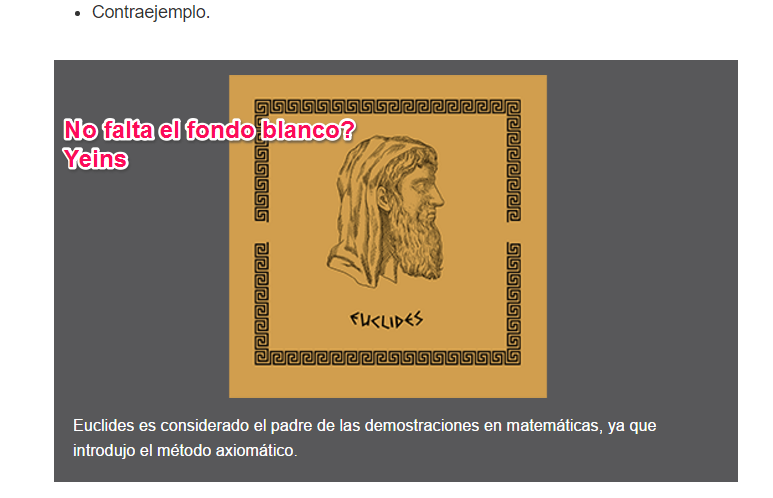 Contraejemplo.
No falta el fondo blanco?
Yeins
EUCLIDES
Euclides es considerado el padre de las demostraciones en matemáticas, ya que
introdujo el método axiomático.